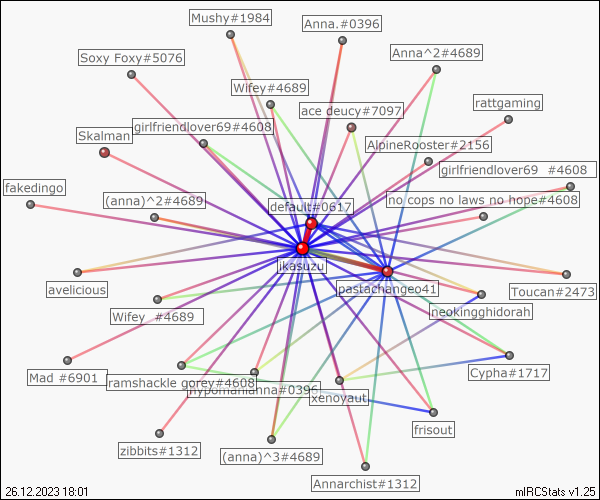 Mushy#1984
Anna.#0396
Anna^2#4689
Soxy Foxy#5076
Wifey#4689
rattgaming
ace deucy#7097
girlfriendlover69#4608
Skalman
AlpineRooster#2156
girlfriendlover69 #4608
fakedingo
(anna)^2#4689
default#0617
no cops no laws no hope#4608
jkasuzu
pastachangeo41
avelicious
Toucan#2473
neokingghidorah
Wifey #4689
Mad #6901
ramshackle gorey#4608
anna#0396
xenoyaut
Cypha#1717
frisout
zibbits#1312
(anna)^3#4689
Annarchist#1312
26.12.2023 18:01
mIRCStats v1.25